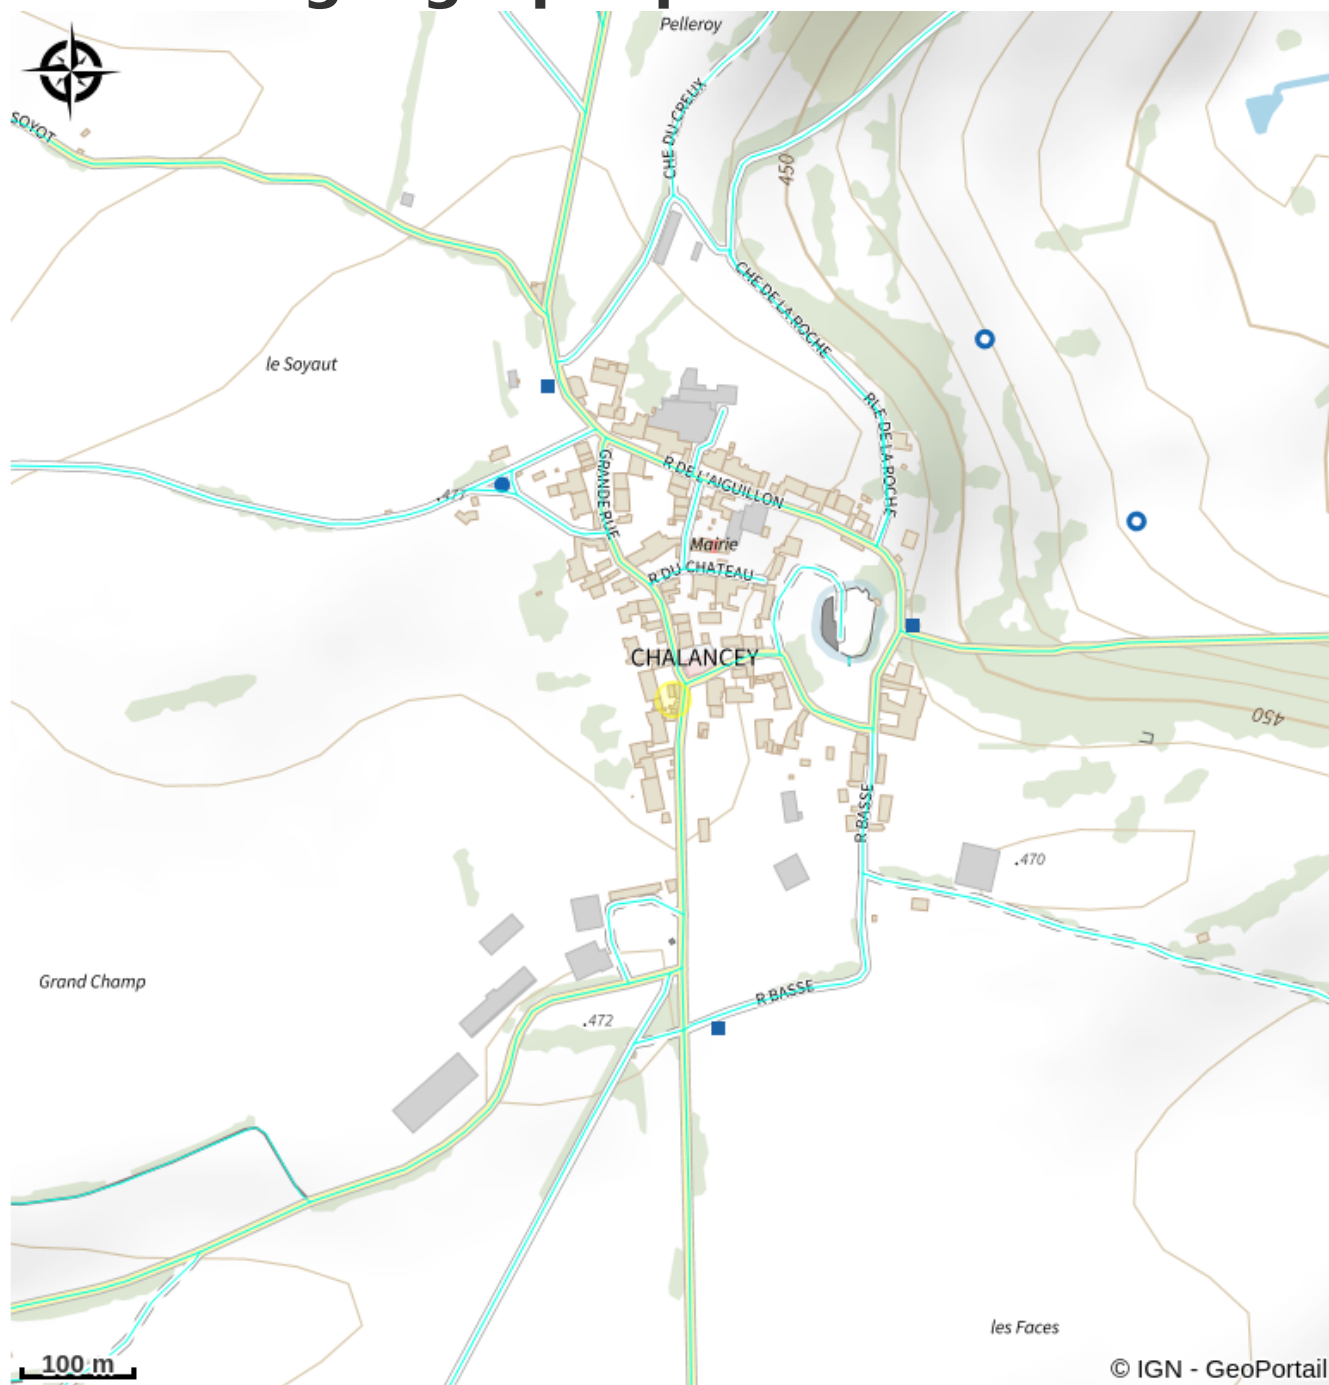 Pelleroy
SOYOT
CHE DU CREUX
450
CHE DE LA ROCHE
le Soyaut
RLE DE LA ROCHE
R DE L'AIGUILLON
GRANDE RUE
.477
Mairie
R DU CHATEAU
CHALANCEY
450
R BASSE
.470
Grand Champ
R BASSE
.472
les Faces
100 m
© IGN - GeoPortail